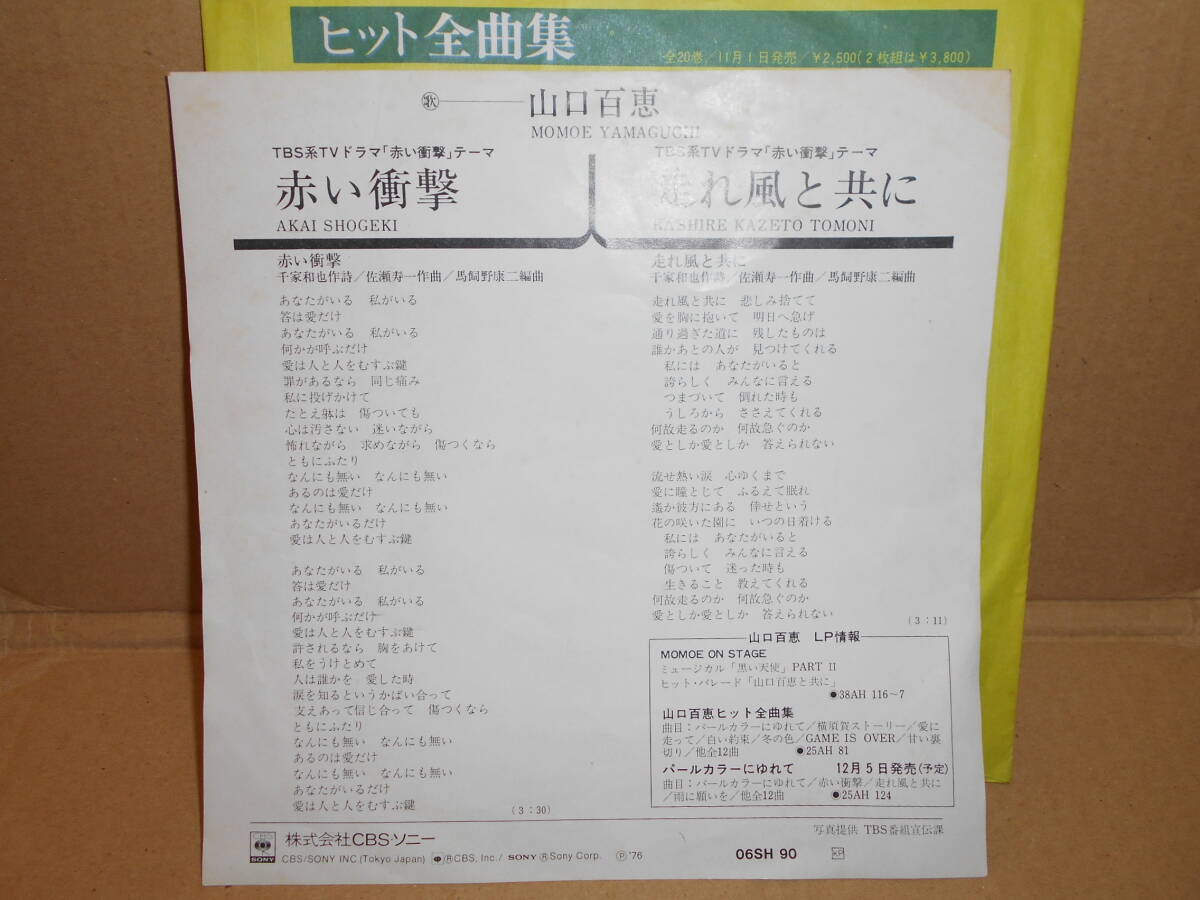 ヒット全曲集
全20巻/11月1日発売/¥2,500(2枚組は¥3,800)
歌 山口百恵
MOMOE YAMAGUCHI
TBS系TVドラマ「赤い衝撃」テーマ
赤い衝撃
AKAI SHOGEKI
赤い衝撃
千家和也作詩/佐瀬寿一作曲/馬飼野康二編曲
あなたがいる 私がいる
答は愛だけ
あなたがいる 私がいる
何かが呼ぶだけ
愛は人と人をむすぶ鍵
罪があるなら 同じ痛み
私に投げかけて
たとえ躰は 傷ついても
心は汚さない 迷いながら
怖れながら 求めながら 傷つくなら
ともにふたり
なんにも無い なんにも無い
あるのは愛だけ
なんにも無い なんにも無い
あなたがいるだけ
愛は人と人をむすぶ鍵
あなたがいる 私がいる
答は愛だけ
あなたがいる 私がいる
何かが呼ぶだけ
愛は人と人をむすぶ鍵
許されるなら 胸をあけて
私をうけとめて
人は誰かを 愛した時
涙を知るというかばい合って
支えあって信じ合って 傷つくなら
ともにふたり
なんにも無い なんにも無い
あるのは愛だけ
なんにも無い なんにも無い
あなたがいるだけ
愛は人と人をむすぶ鍵
(3:30)
TBS系TVドラマ「赤い衝撃」テーマ
走れ風と共に
HASHIRE KAZETO TOMONI
走れ風と共に
千家和也作詩/佐瀬寿一作曲/馬飼野康二編曲
走れ風と共に 悲しみ捨てて
愛を胸に抱いて 明日へ急げ
通り過ぎた道に 残したものは
誰かあとの人が 見つけてくれる
私には あなたがいると
誇らしく みんなに言える
つまづいて 倒れた時も
うしろから ささえてくれる
何故走るのか 何故急ぐのか
愛としか愛としか 答えられない
流せ熱い涙 心ゆくまで
愛に瞳とじて ふるえて眠れ
遙か彼方にある 倖せという
花の咲いた園に いつの日着ける
私には あなたがいると
誇らしく みんなに言える
傷ついて 迷った時も
生きること 教えてくれる
何故走るのか 何故急ぐのか
愛としか愛としか 答えられない
(3:11)
山口百恵 LP情報
MOMOE ON STAGE
ミュージカル「黒い天使」PART II
ヒット・パレード「山口百恵と共に」
●38AH 116~7
山口百恵ヒット全曲集
曲目:パールカラーにゆれて/横須賀ストーリー/愛に
走って/白い約束/冬の色/GAME IS OVER/甘い裏
切り/他全12曲 ●25AH 81
パールカラーにゆれて 12月5日発売(予定)
曲目:パールカラーにゆれて/赤い衝撃/走れ風と共に
/雨に願いを/他全12曲 ●25AH 124
写真提供 TBS番組宣伝課
CBS
SONY
株式会社CBS・ソニー
CBS/SONY INC(Tokyo Japan) ®CBS, Inc./ SONY ®Sony Corp. Ⓟ'76
06SH 90
KP